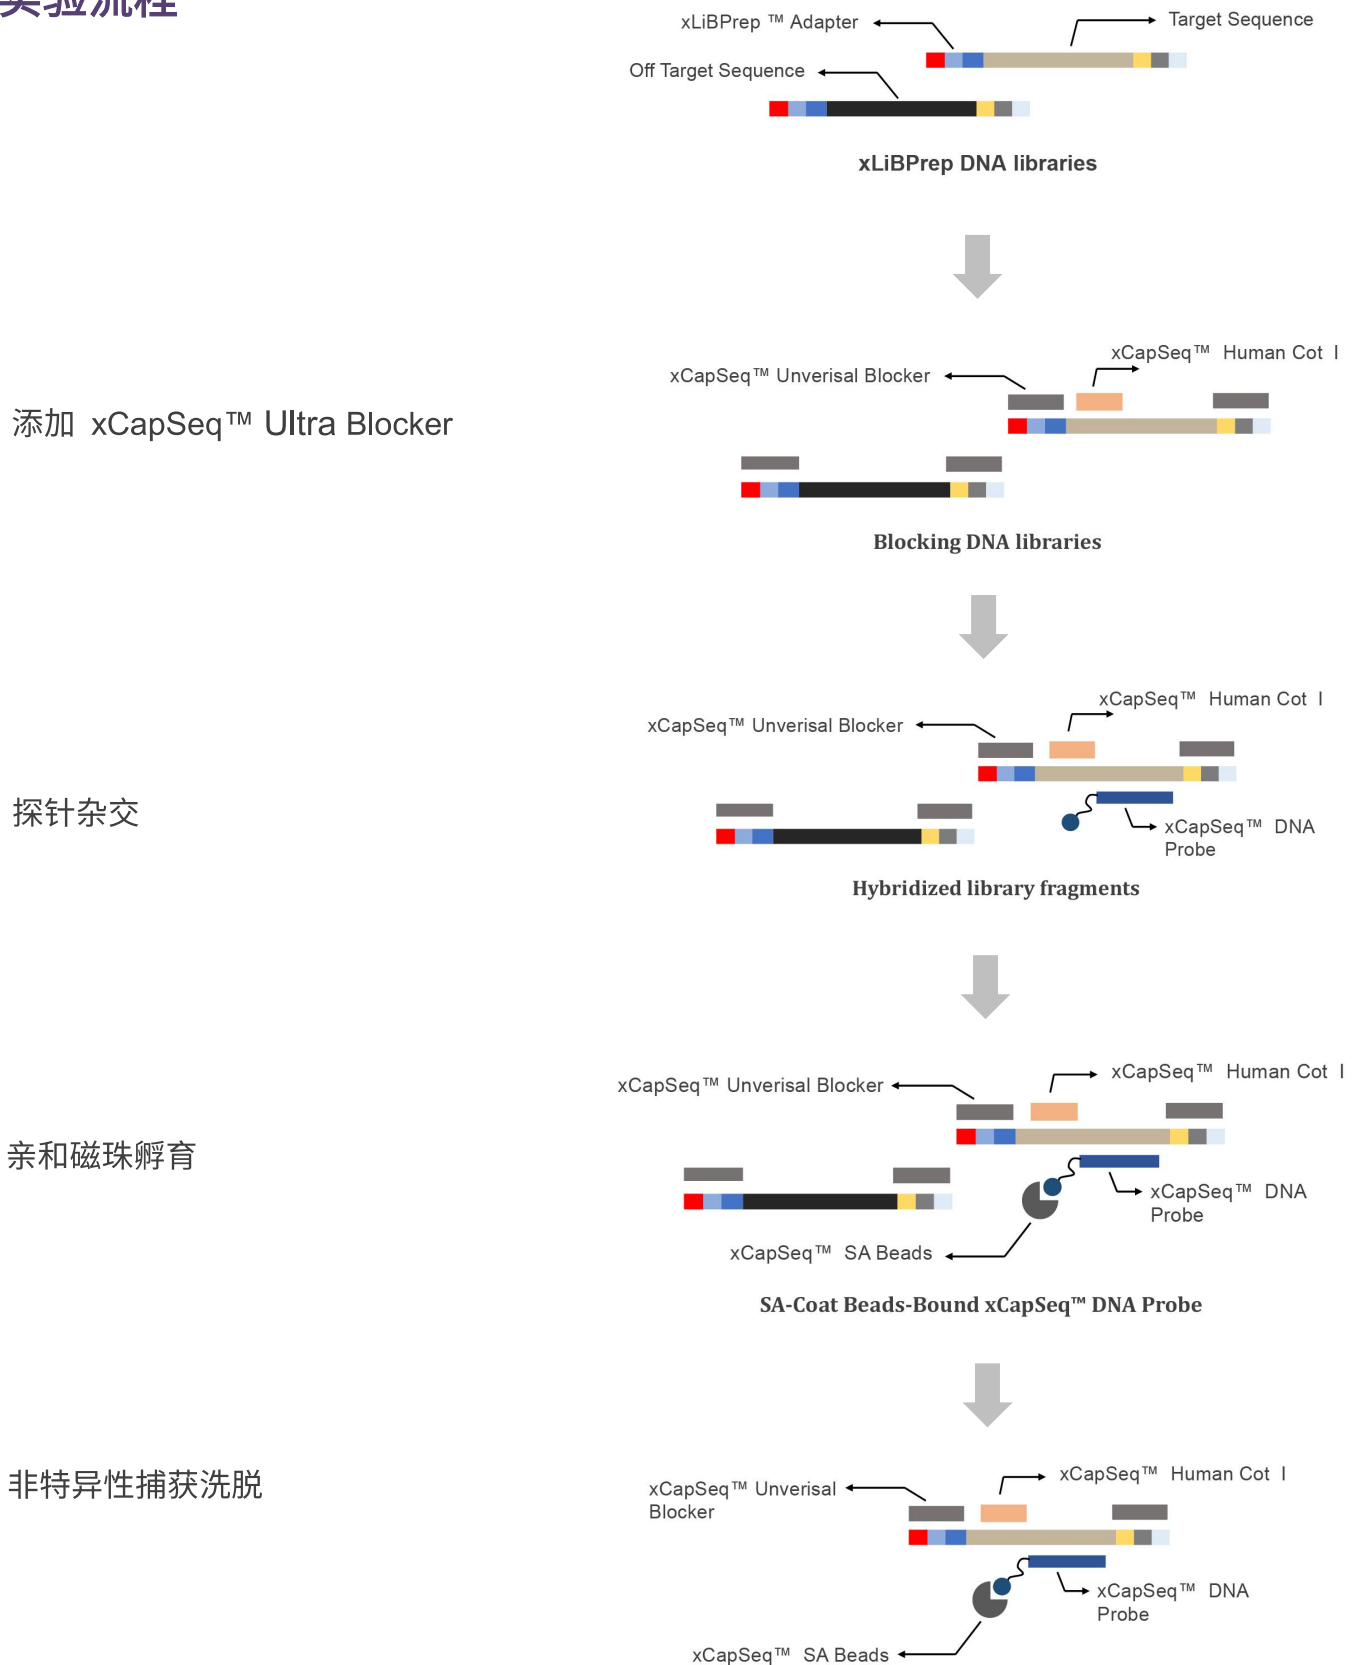 实验流程
xLiBPrep ™ Adapter
Target Sequence
Off Target Sequence
xLiBPrep DNA libraries
xCapSeq™ Human Cot I
xCapSeq™ Unverisal Blocker
添加 xCapSeq™ Ultra Blocker
Blocking DNA libraries
xCapSeq™ Human Cot I
xCapSeq™ Unverisal Blocker
探针杂交
xCapSeq™ DNA
Probe
Hybridized library fragments
xCapSeq™ Human Cot I
xCapSeq™ Unverisal Blocker
亲和磁珠孵育
xCapSeq™ DNA
Probe
xCapSeq™ SA Beads
SA-Coat Beads-Bound xCapSeq™ DNA Probe
非特异性捕获洗脱
xCapSeq™ Human Cot I
xCapSeq™ Unverisal
Blocker
xCapSeq™ DNA
Probe
xCapSeq™ SA Beads